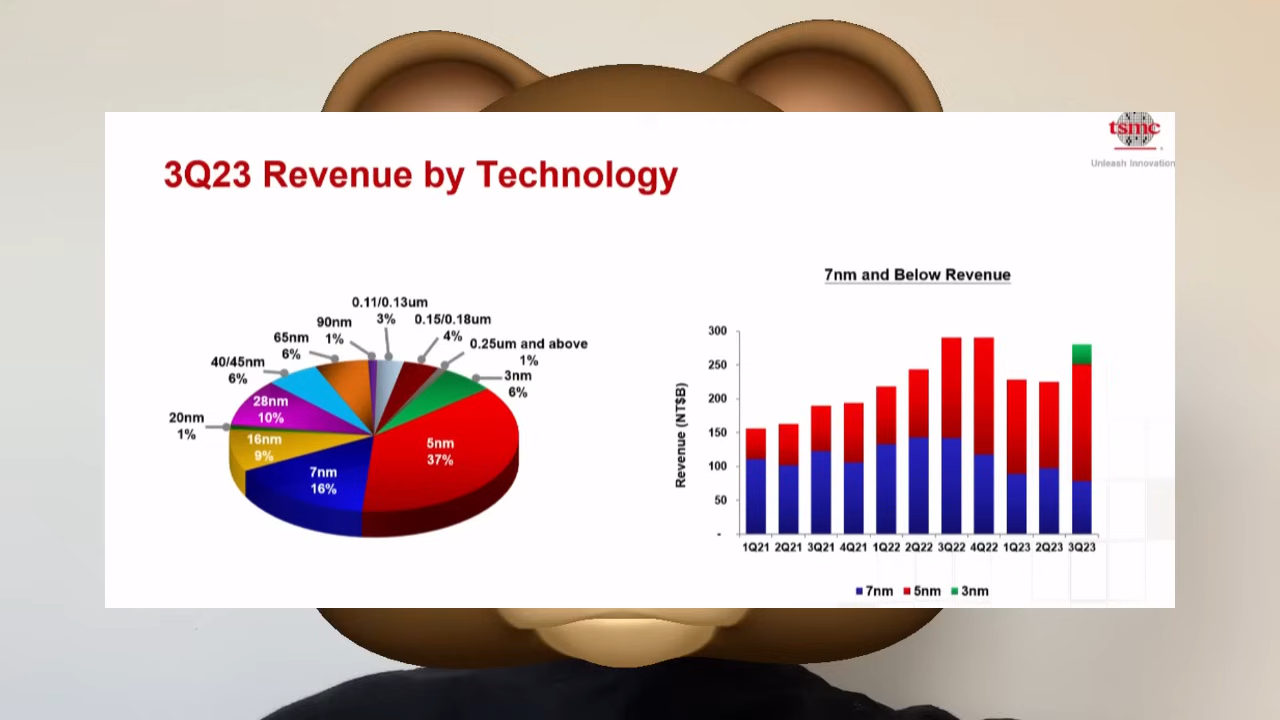 tsmc
Unleash Innovation
3Q23 Revenue by Technology
7nm and Below Revenue
0.11/0.13um
3%
0.15/0.18um
4%
90nm
1%
0.25um and above
1%
65nm
6%
40/45nm
6%
3nm
6%
28nm
10%
20nm
1%
16nm
9%
5nm
37%
7nm
16%
Revenue (NT$B)
300
250
200
150
100
50
-
1Q21 2Q21 3Q21 4Q21 1Q22 2Q22 3Q22 4Q22 1Q23 2Q23 3Q23
7nm 5nm 3nm